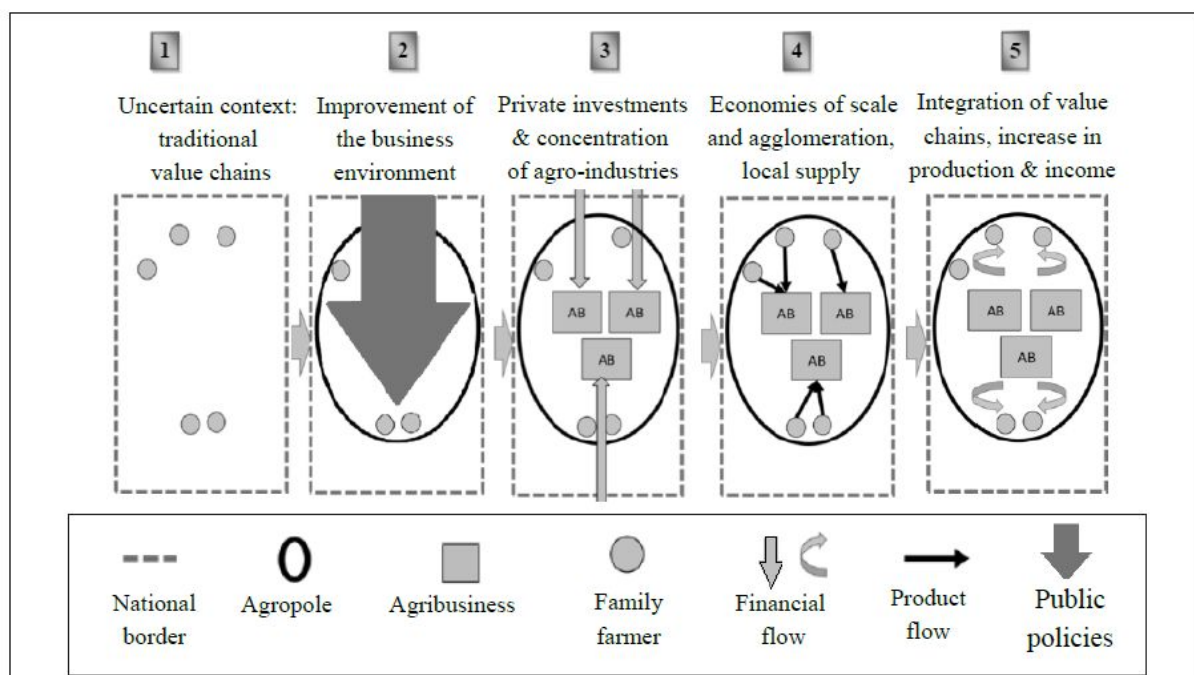 1
2
3
4
5
Uncertain context:
traditional
value chains
Improvement of
the business
environment
Private investments
& concentration
of agro-industries
Economies of scale
and agglomeration,
local supply
Integration of value
chains, increase in
production & income
AB
AB
AB
AB
AB
AB
AB
AB
AB
National
border
Agropole
Agribusiness
Family
farmer
Financial
flow
Product
flow
Public
policies